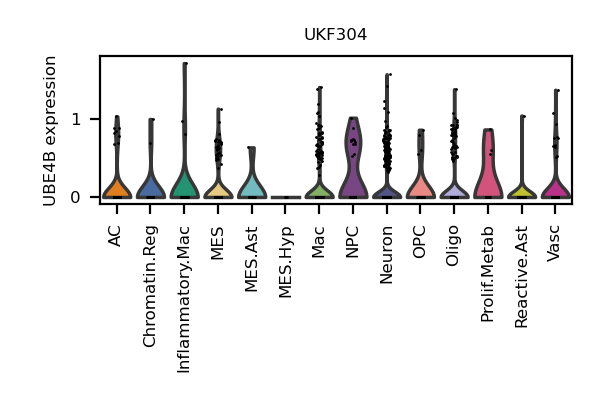 UKF304
UBE4B expression
1
0
AC
Chromatin.Reg
Inflammatory.Mac
MES
MES.Ast
MES.Hyp
Mac
NPC
Neuron
OPC
Oligo
Prolif.Metab
Reactive.Ast
Vasc